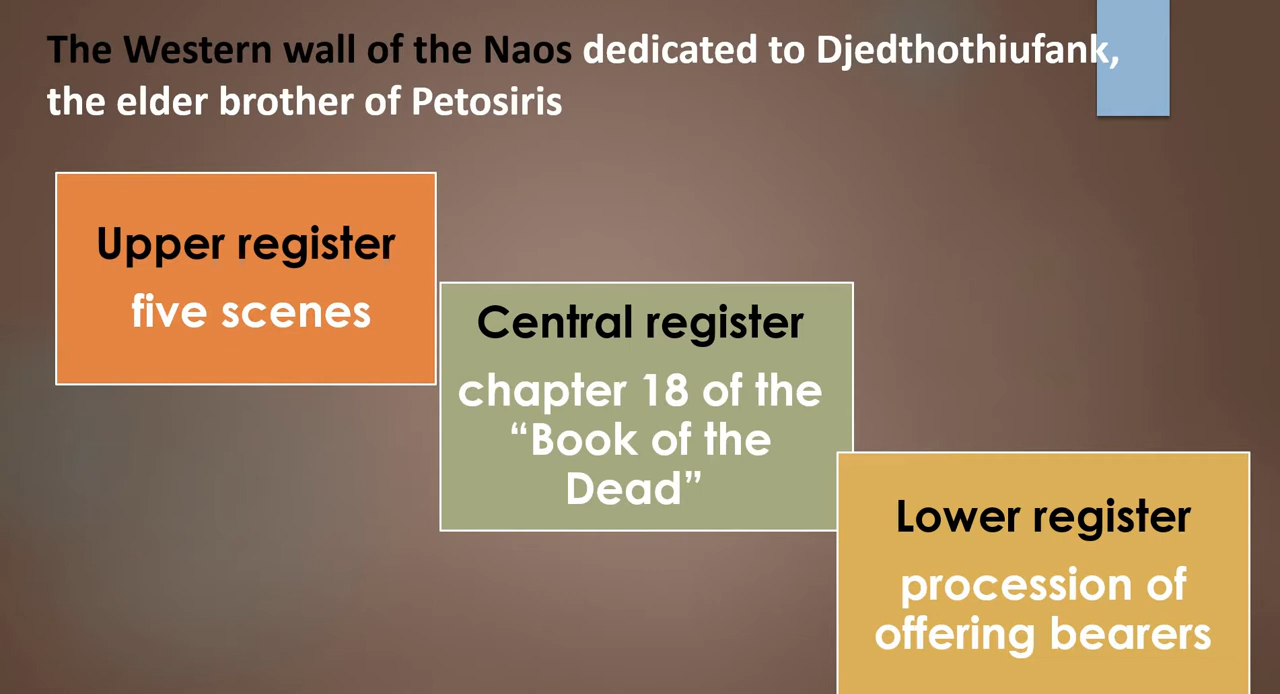 The Western wall of the Naos dedicated to Djedthothiufank,
the elder brother of Petosiris
Upper register
five scenes
Central register
chapter 18 of the
“Book of the
Dead”
Lower register
procession of
offering bearers